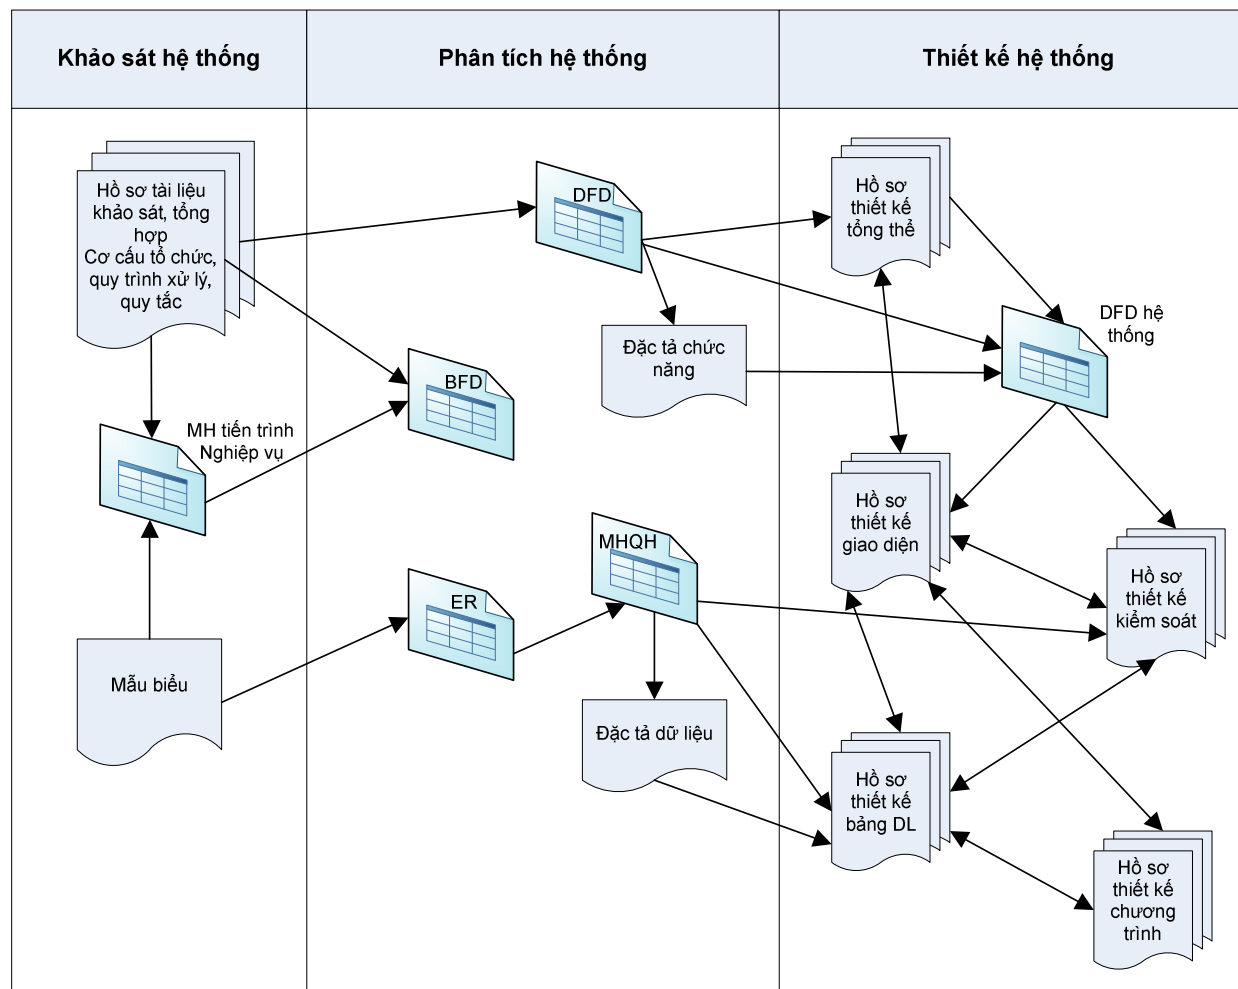 Khảo sát hệ thống
Phân tích hệ thống
Thiết kế hệ thống
Hồ sơ tài liệu
khảo sát, tổng
hợp
Cơ cấu tổ chức,
quy trình xử lý,
quy tắc
MH tiến trình
Nghiệp vụ
Mẫu biểu
DFD
Đặc tả chức
năng
BFD
MHQH
ER
Đặc tả dữ liệu
Hồ sơ
thiết kế
tổng thể
DFD hệ
thống
Hồ sơ
thiết kế
giao diện
Hồ sơ
thiết kế
kiểm soát
Hồ sơ
thiết kế
bảng DL
Hồ sơ
thiết kế
chương
trình